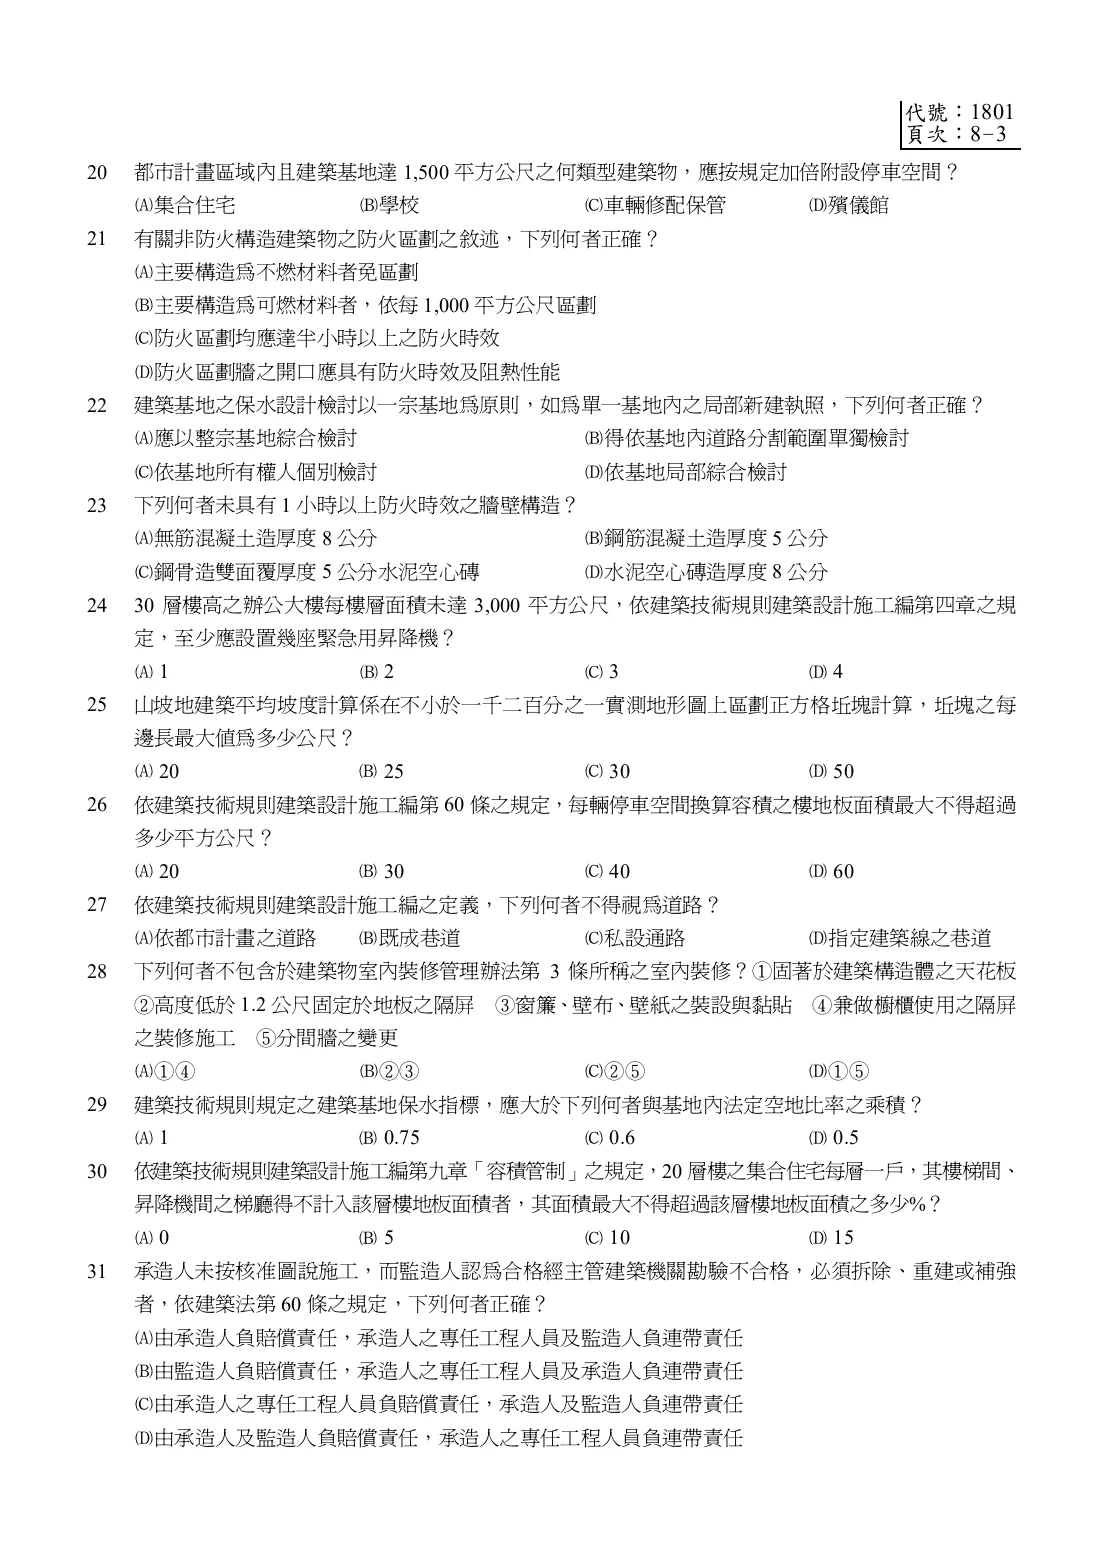 代號：1801
頁次：8－3
20 都市計畫區域內且建築基地達 1,500 平方公尺之何類型建築物，應按規定加倍附設停車空間？
(A)集合住宅 (B)學校 (C)車輛修配保管 (D)殯儀館
21 有關非防火構造建築物之防火區劃之敘述，下列何者正確？
(A)主要構造為不燃材料者免區劃
(B)主要構造為可燃材料者，依每 1,000 平方公尺區劃
(C)防火區劃均應達半小時以上之防火時效
(D)防火區劃牆之開口應具有防火時效及阻熱性能
22 建築基地之保水設計檢討以一宗基地為原則，如為單一基地內之局部新建執照，下列何者正確？
(A)應以整宗基地綜合檢討 (B)得依基地內道路分割範圍單獨檢討
(C)依基地所有權人個別檢討 (D)依基地局部綜合檢討
23 下列何者未具有 1 小時以上防火時效之牆壁構造？
(A)無筋混凝土造厚度 8 公分 (B)鋼筋混凝土造厚度 5 公分
(C)鋼骨造雙面覆厚度 5 公分水泥空心磚 (D)水泥空心磚造厚度 8 公分
24 30 層樓高之辦公大樓每樓層面積未達 3,000 平方公尺，依建築技術規則建築設計施工編第四章之規
定，至少應設置幾座緊急用昇降機？
(A) 1 (B) 2 (C) 3 (D) 4
25 山坡地建築平均坡度計算係在不小於一千二百分之一實測地形圖上區劃正方格坵塊計算，坵塊之每
邊長最大值為多少公尺？
(A) 20 (B) 25 (C) 30 (D) 50
26 依建築技術規則建築設計施工編第 60 條之規定，每輛停車空間換算容積之樓地板面積最大不得超過
多少平方公尺？
(A) 20 (B) 30 (C) 40 (D) 60
27 依建築技術規則建築設計施工編之定義，下列何者不得視為道路？
(A)依都市計畫之道路 (B)既成巷道 (C)私設通路 (D)指定建築線之巷道
28 下列何者不包含於建築物室內裝修管理辦法第 3 條所稱之室內裝修？①固著於建築構造體之天花板
②高度低於 1.2 公尺固定於地板之隔屏 ③窗簾、壁布、壁紙之裝設與黏貼 ④兼做櫥櫃使用之隔屏
之裝修施工 ⑤分間牆之變更
(A)①④ (B)②③ (C)②⑤ (D)①⑤
29 建築技術規則規定之建築基地保水指標，應大於下列何者與基地內法定空地比率之乘積？
(A) 1 (B) 0.75 (C) 0.6 (D) 0.5
30 依建築技術規則建築設計施工編第九章「容積管制」之規定，20 層樓之集合住宅每層一戶，其樓梯間、
昇降機間之梯廳得不計入該層樓地板面積者，其面積最大不得超過該層樓地板面積之多少%？
(A) 0 (B) 5 (C) 10 (D) 15
31 承造人未按核准圖說施工，而監造人認為合格經主管建築機關勘驗不合格，必須拆除、重建或補強
者，依建築法第 60 條之規定，下列何者正確？
(A)由承造人負賠償責任，承造人之專任工程人員及監造人負連帶責任
(B)由監造人負賠償責任，承造人之專任工程人員及承造人負連帶責任
(C)由承造人之專任工程人員負賠償責任，承造人及監造人負連帶責任
(D)由承造人及監造人負賠償責任，承造人之專任工程人員負連帶責任